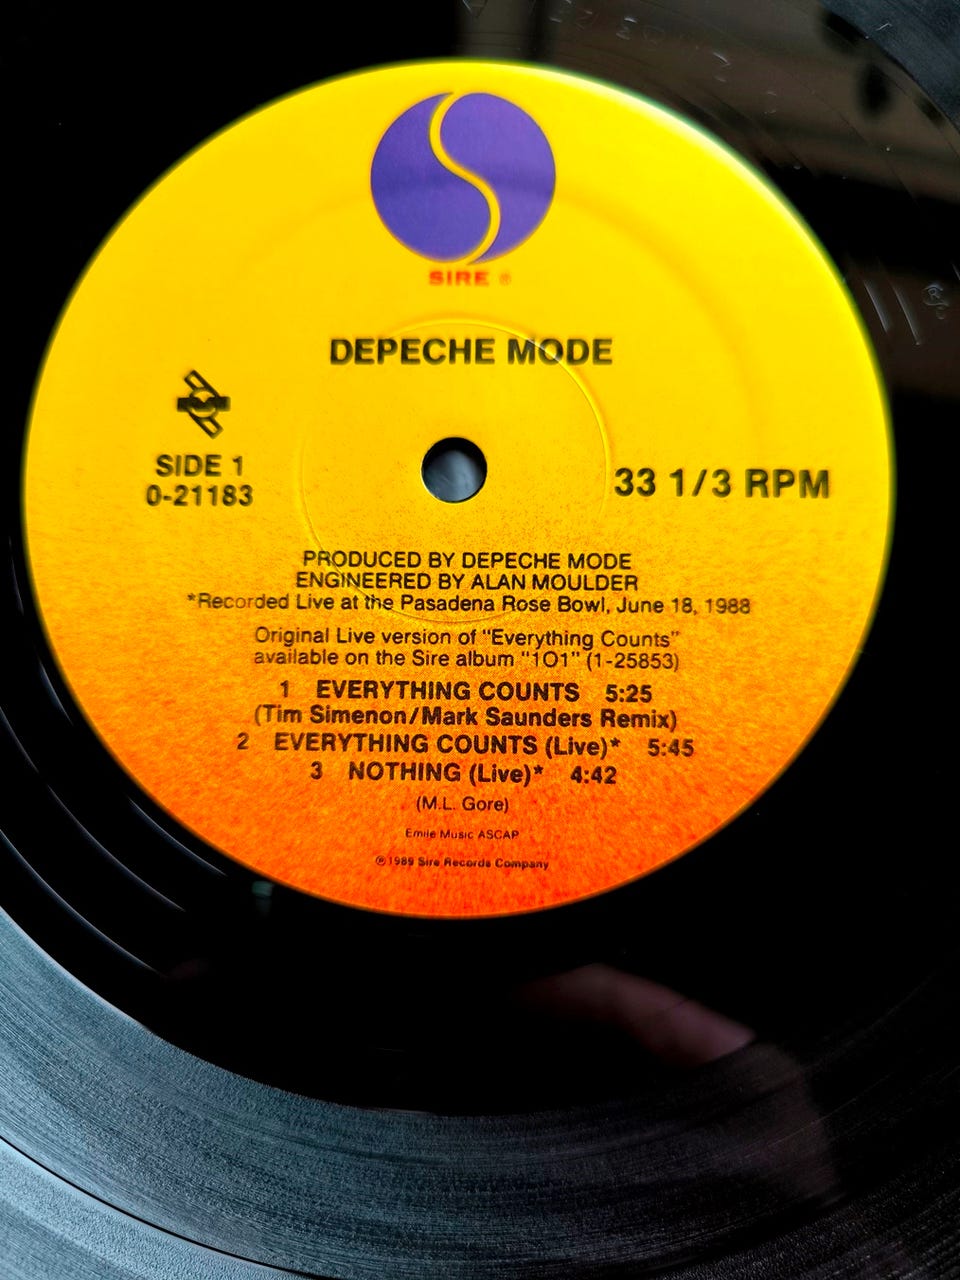 SIRE ®
DEPECHE MODE
SIDE 1
0-21183
33 1/3 RPM
PRODUCED BY DEPECHE MODE
ENGINEERED BY ALAN MOULDER
*Recorded Live at the Pasadena Rose Bowl, June 18, 1988
Original Live version of "Everything Counts"
available on the Sire album "101" (1-25853)
1 EVERYTHING COUNTS 5:25
(Tim Simenon/Mark Saunders Remix)
2 EVERYTHING COUNTS (Live)* 5:45
3 NOTHING (Live)* 4:42
(M.L. Gore)
Emile Music ASCAP
℗1989 Sire Records Company